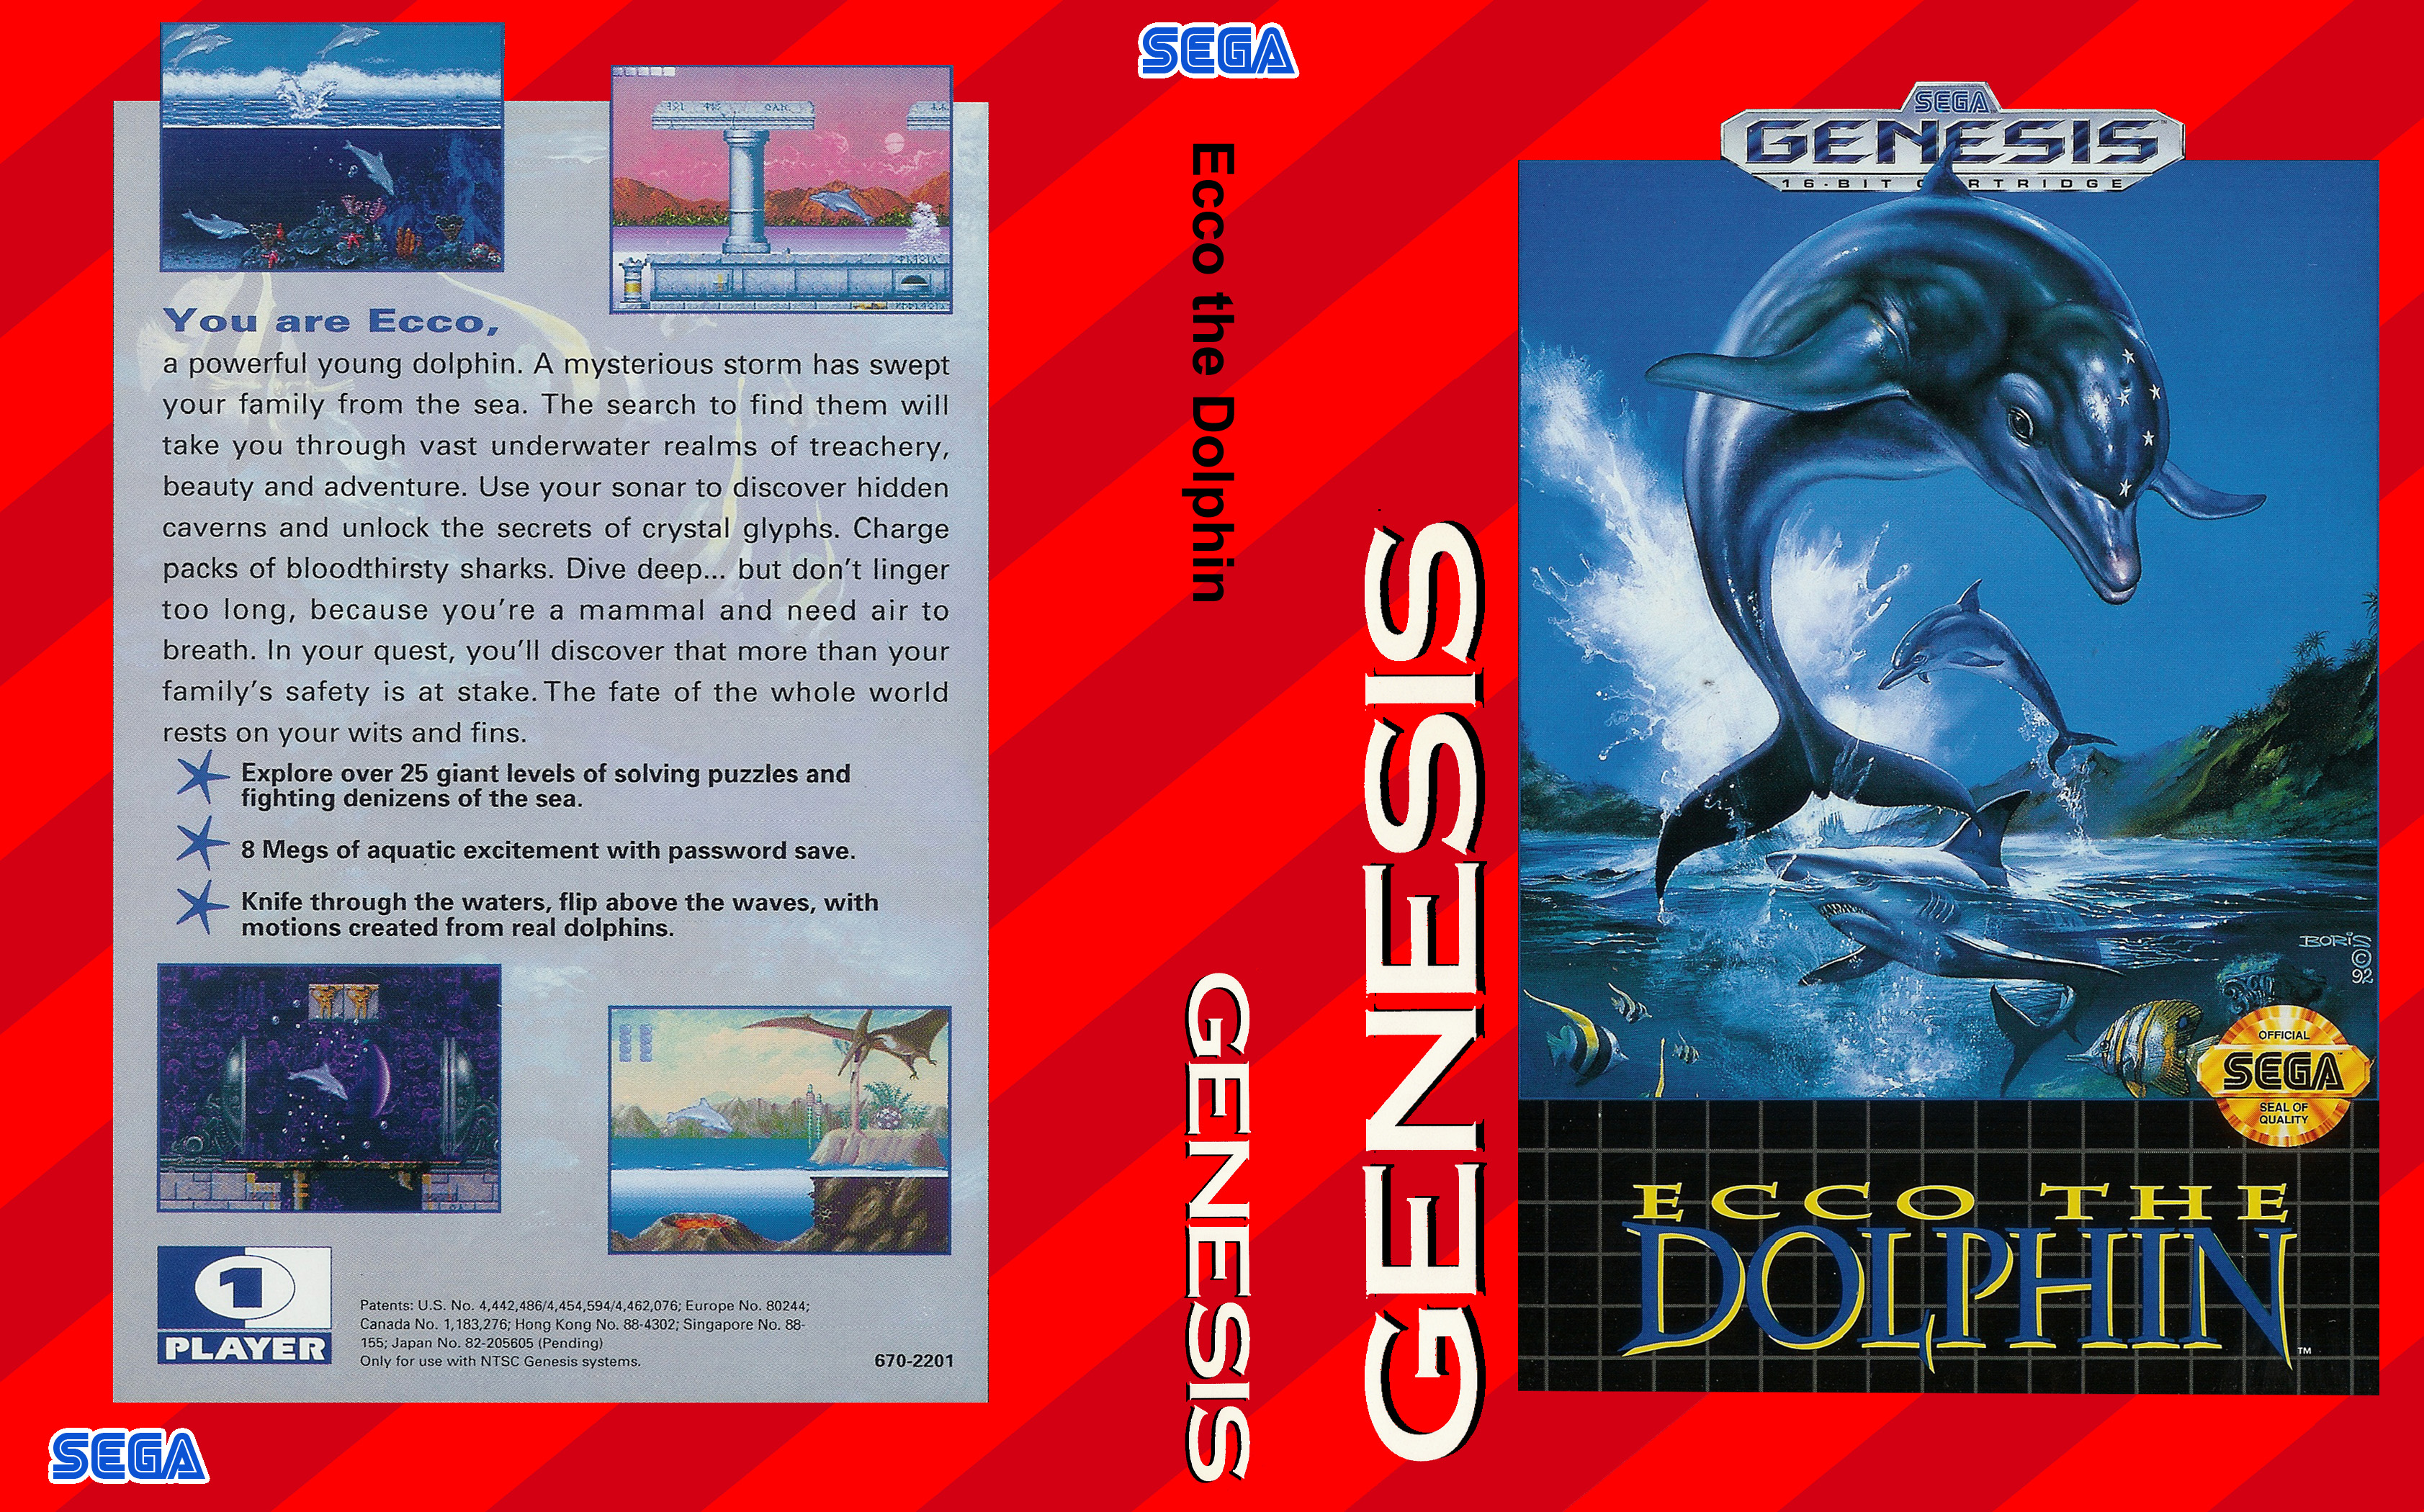 You are Ecco,
a powerful young dolphin. A mysterious storm has swept
your family from the sea. The search to find them will
take you through vast underwater realms of treachery,
beauty and adventure. Use your sonar to discover hidden
caverns and unlock the secrets of crystal glyphs. Charge
packs of bloodthirsty sharks. Dive deep... but don't linger
too long, because you're a mammal and need air to
breath. In your quest, you'll discover that more than your
family's safety is at stake. The fate of the whole world
rests on your wits and fins.
Explore over 25 giant levels of solving puzzles and
fighting denizens of the sea.
8 Megs of aquatic excitement with password save.
Knife through the waters, flip above the waves, with
motions created from real dolphins.
1
PLAYER
Patents: U.S. No. 4,442,486/4,454,594/4,462,076; Europe No. 80244;
Canada No. 1,183,276; Hong Kong No. 88-4302; Singapore No. 88-
155; Japan No. 82-205605 (Pending)
Only for use with NTSC Genesis systems.
670-2201
SEGA
SEGA
Ecco the Dolphin
GENESIS
GENESIS
SEGA
GENESIS
16-BIT CARTRIDGE
BORIS
©
92
OFFICIAL
SEGA
SEAL OF
QUALITY
ECCO THE
DOLPHIN™